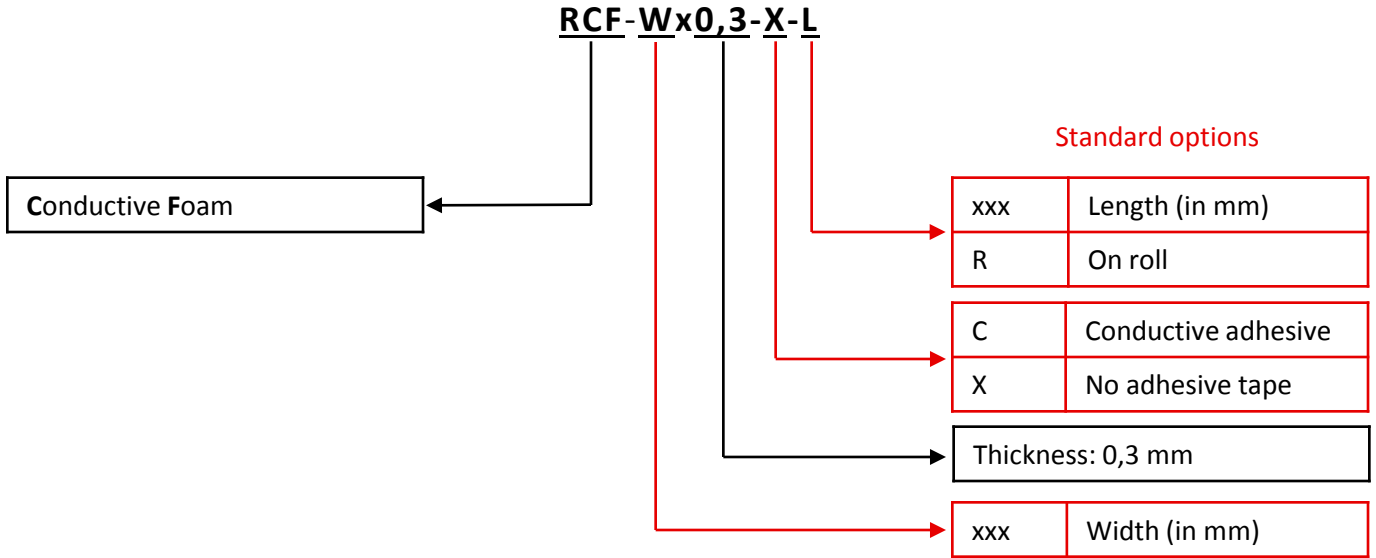 RCF-Wx0,3-X-L
Standard options
Conductive Foam
xxx Length (in mm)
R On roll
C Conductive adhesive
X No adhesive tape
Thickness: 0,3 mm
xxx Width (in mm)